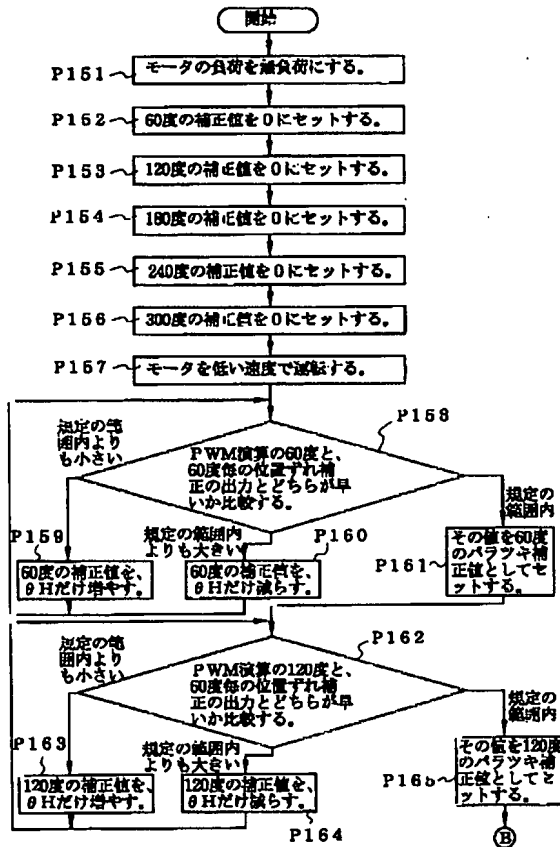 開始
P151
モータの負荷を無負荷にする。
P152
60度の補正値を0にセットする。
P153
120度の補正値を0にセットする。
P154
180度の補正値を0にセットする。
P155
240度の補正値を0にセットする。
P156
300度の補正値を0にセットする。
P157
モータを低い速度で運転する。
P158
規定の範
囲内より
も小さい
PWM演算の60度と、
60度毎の位置ずれ補
正の出力とどちらが早
いか比較する。
規定の
範囲内
規定の範囲内
よりも大きい
P159
60度の補正値を、
θHだけ増やす。
P160
60度の補正値を、
θHだけ減らす。
P161
その値を60度
のバラツキ補
正値としてセ
ットする。
P162
規定の範
囲内より
も小さい
PWM演算の120度と、
60度毎の位置ずれ補
正の出力とどちらが早
いか比較する。
規定の
範囲内
規定の範囲内
よりも大きい
P163
120度の補正値を、
θHだけ増やす。
120度の補正値を、
θHだけ減らす。
P164
その値を120度
のバラツキ補
正値としてセ
ットする。
B